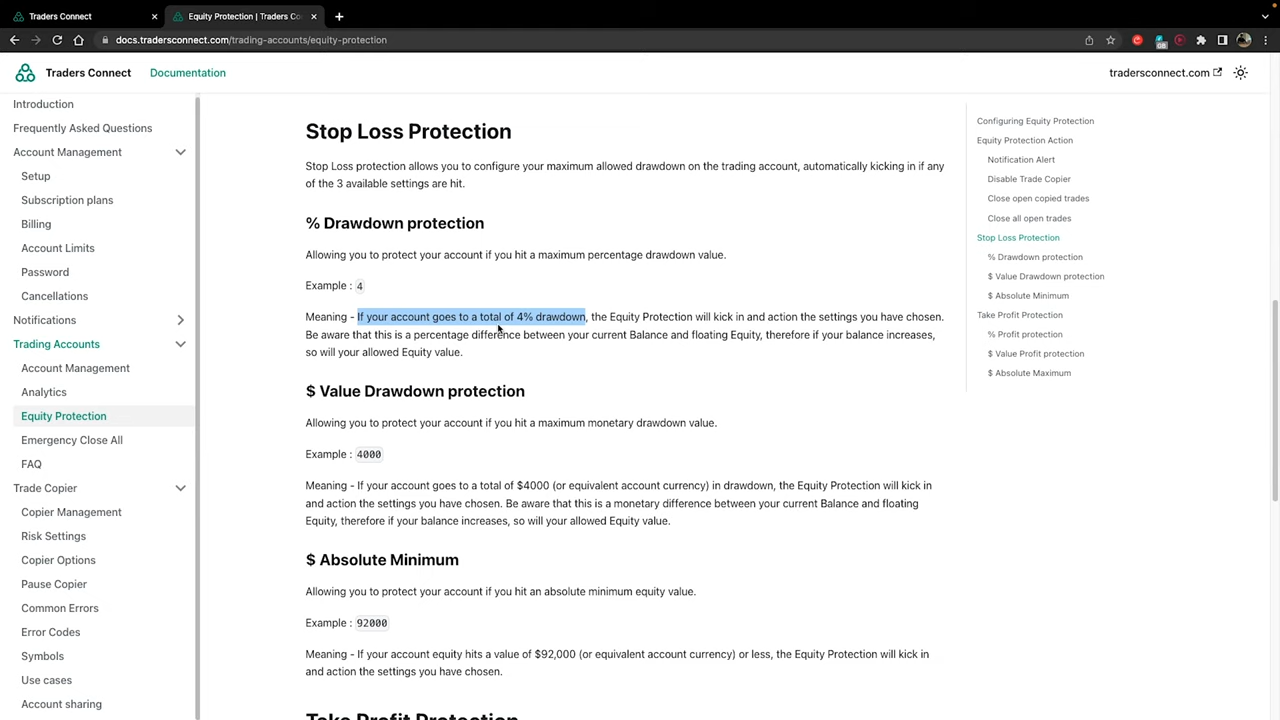 Traders Connect
Equity Protection | Traders Co
docs.tradersconnect.com/trading-accounts/equity-protection
Traders Connect
Documentation
tradersconnect.com
Introduction
Frequently Asked Questions
Account Management
Setup
Subscription plans
Billing
Account Limits
Password
Cancellations
Notifications
Trading Accounts
Account Management
Analytics
Equity Protection
Emergency Close All
FAQ
Trade Copier
Copier Management
Risk Settings
Copier Options
Pause Copier
Common Errors
Error Codes
Symbols
Use cases
Account sharing
Stop Loss Protection
Stop Loss protection allows you to configure your maximum allowed drawdown on the trading account, automatically kicking in if any
of the 3 available settings are hit.
% Drawdown protection
Allowing you to protect your account if you hit a maximum percentage drawdown value.
Example : 4
Meaning - If your account goes to a total of 4% drawdown, the Equity Protection will kick in and action the settings you have chosen.
Be aware that this is a percentage difference between your current Balance and floating Equity, therefore if your balance increases,
so will your allowed Equity value.
$ Value Drawdown protection
Allowing you to protect your account if you hit a maximum monetary drawdown value.
Example : 4000
Meaning - If your account goes to a total of $4000 (or equivalent account currency) in drawdown, the Equity Protection will kick in
and action the settings you have chosen. Be aware that this is a monetary difference between your current Balance and floating
Equity, therefore if your balance increases, so will your allowed Equity value.
$ Absolute Minimum
Allowing you to protect your account if you hit an absolute minimum equity value.
Example : 92000
Meaning - If your account equity hits a value of $92,000 (or equivalent account currency) or less, the Equity Protection will kick in
and action the settings you have chosen.
Take Profit Protection
Configuring Equity Protection
Equity Protection Action
Notification Alert
Disable Trade Copier
Close open copied trades
Close all open trades
Stop Loss Protection
% Drawdown protection
$ Value Drawdown protection
$ Absolute Minimum
Take Profit Protection
% Profit protection
$ Value Profit protection
$ Absolute Maximum